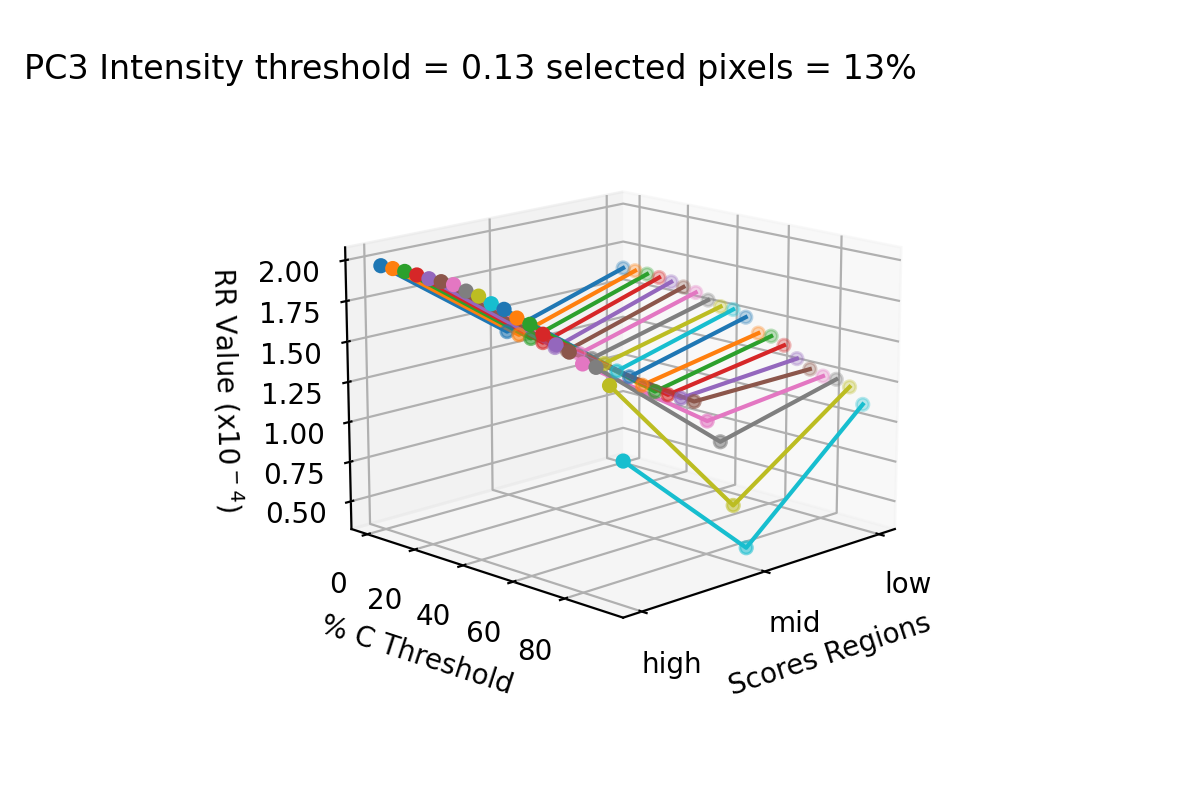 PC3 Intensity threshold = 0.13 selected pixels = 13%
2.00
1.75
1.50
1.25
1.00
0.75
0.50
RR Value (x10⁻⁴)
0
20
40
60
80
% C Threshold
high
mid
low
Scores Regions